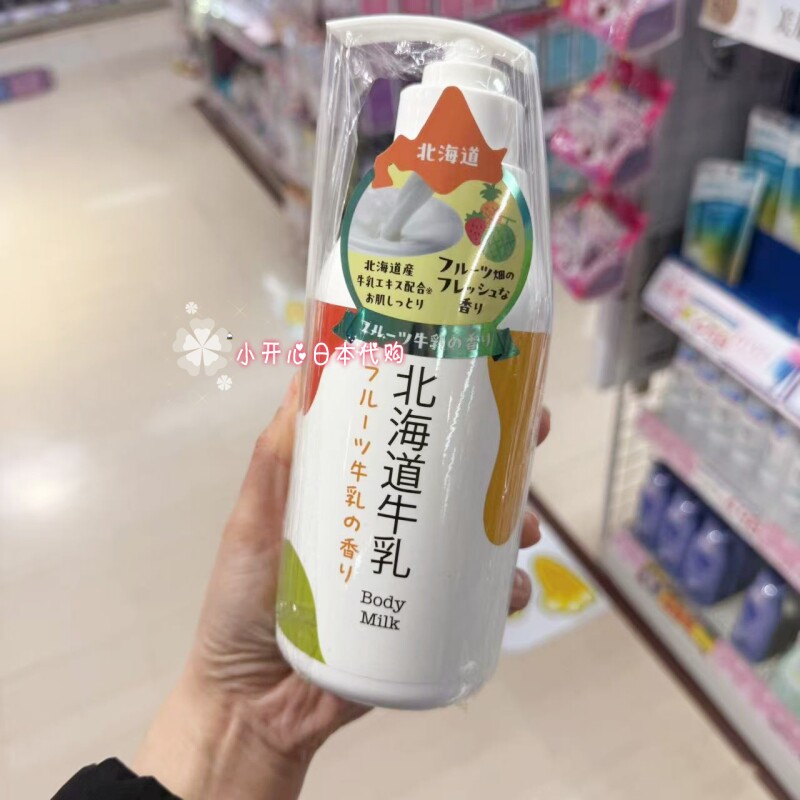 北海道
北海道産
牛乳エキス配合※
お肌しっとり
フルーツ畑の
フレッシュな
香り
フルーツ牛乳の香り
小开心日本代购
北海道牛乳
フルーツ牛乳の香り
Body
Milk